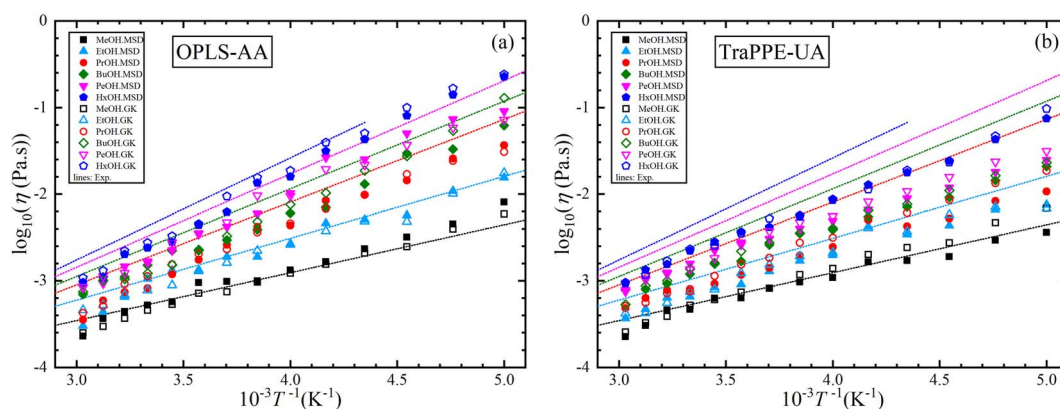 OPLS-AA
(a)
MeOH.MSD
EtOH.MSD
PrOH.MSD
BuOH.MSD
PeOH.MSD
HxOH.MSD
MeOH.GK
EtOH.GK
PrOH.GK
BuOH.GK
PeOH.GK
HxOH.GK
lines: Exp.
log10(η (Pa.s)
0
-1
-2
-3
-4
3.0 3.5 4.0 4.5 5.0
10⁻³T⁻¹(K⁻¹)
TraPPE-UA
(b)
MeOH.MSD
EtOH.MSD
PrOH.MSD
BuOH.MSD
PeOH.MSD
HxOH.MSD
MeOH.GK
EtOH.GK
PrOH.GK
BuOH.GK
PeOH.GK
HxOH.GK
lines: Exp.
log10(η (Pa.s)
0
-1
-2
-3
-4
3.0 3.5 4.0 4.5 5.0
10⁻³T⁻¹(K⁻¹)